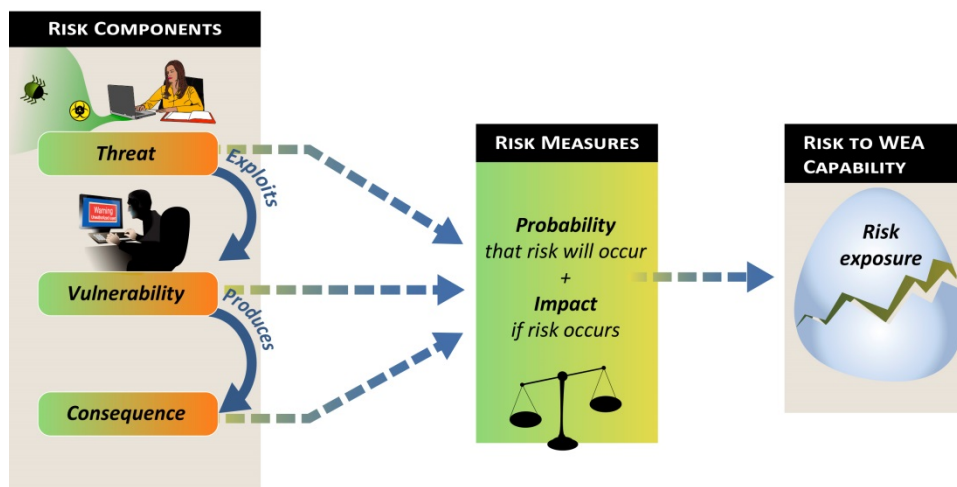 RISK COMPONENTS
Threat
Exploits
Warning
Vulnerability
Produces
Consequence
RISK MEASURES
Probability
that risk will occur
+
Impact
if risk occurs
RISK TO WEA
CAPABILITY
Risk
exposure